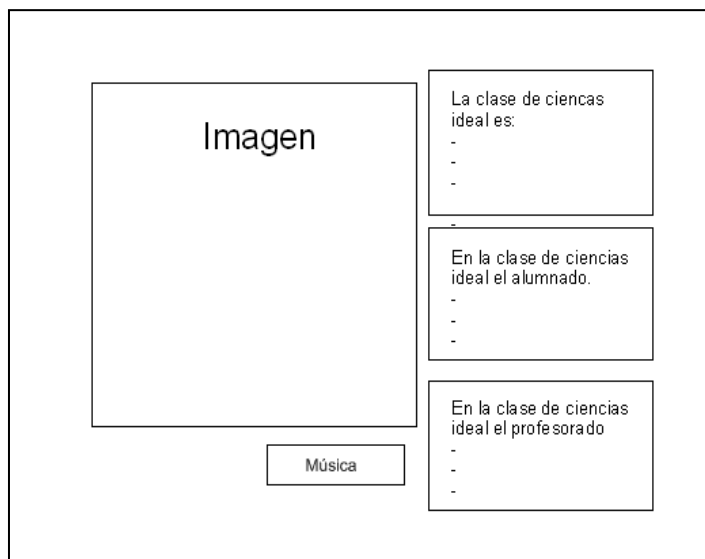 Imagen
La clase de ciencas
ideal es:
-
-
-
-
En la clase de ciencias
ideal el alumnado.
-
-
-
En la clase de ciencias
ideal el profesorado
-
-
-
Música